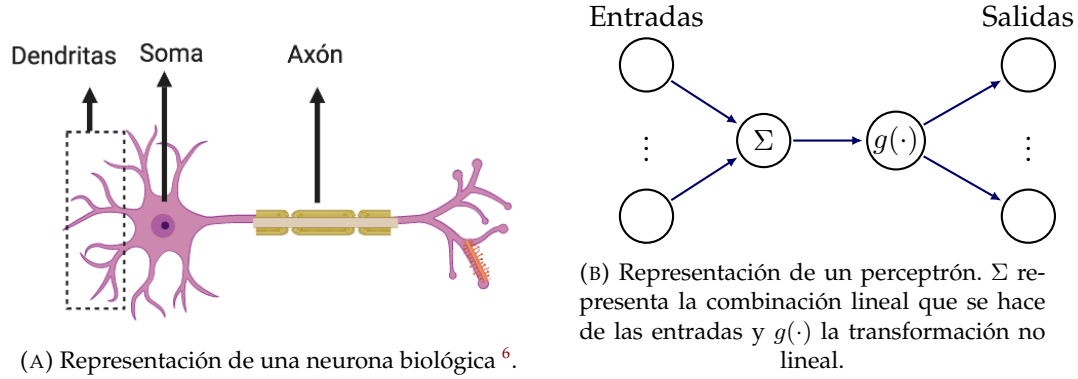 Dendritas
Soma
Axón
(A) Representación de una neurona biológica 6.
Entradas
Salidas
⋮
Σ
g(·)
⋮
(B) Representación de un perceptrón. Σ re-
presenta la combinación lineal que se hace
de las entradas y g(·) la transformación no
lineal.